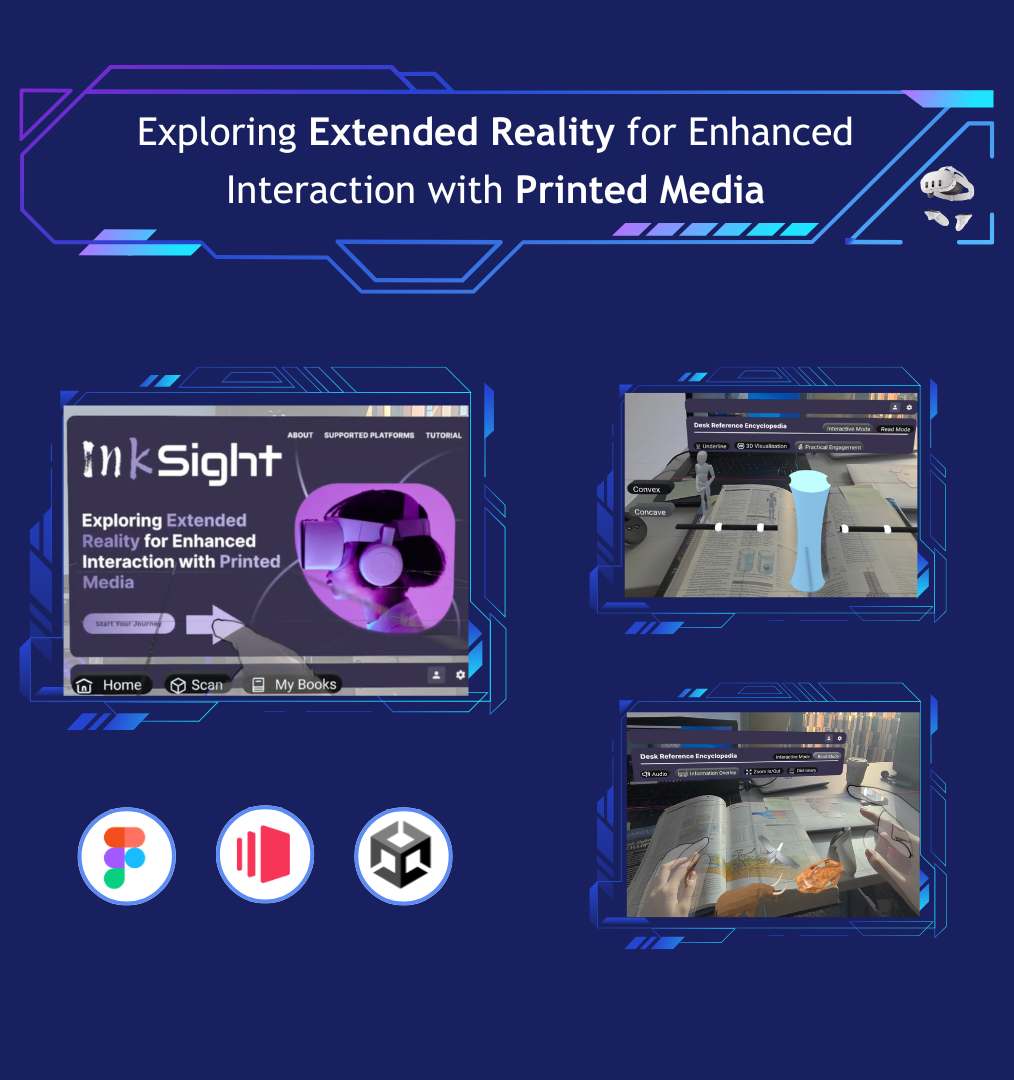 Exploring Extended Reality for Enhanced
Interaction with Printed Media
InkSight
ABOUT SUPPORTED PLATFORMS TUTORIAL
Exploring Extended
Reality for Enhanced
Interaction with Printed
Media
Start Your Journey
Home Scan My Books
Desk Reference Encyclopedia
Interactive Mode Read Mode
Underline 3D Visualisation Practical Engagement
Convex
Concave
Desk Reference Encyclopedia
Interactive Mode Read Mode
Audio Information Overlay Zoom In/Out Dictionary